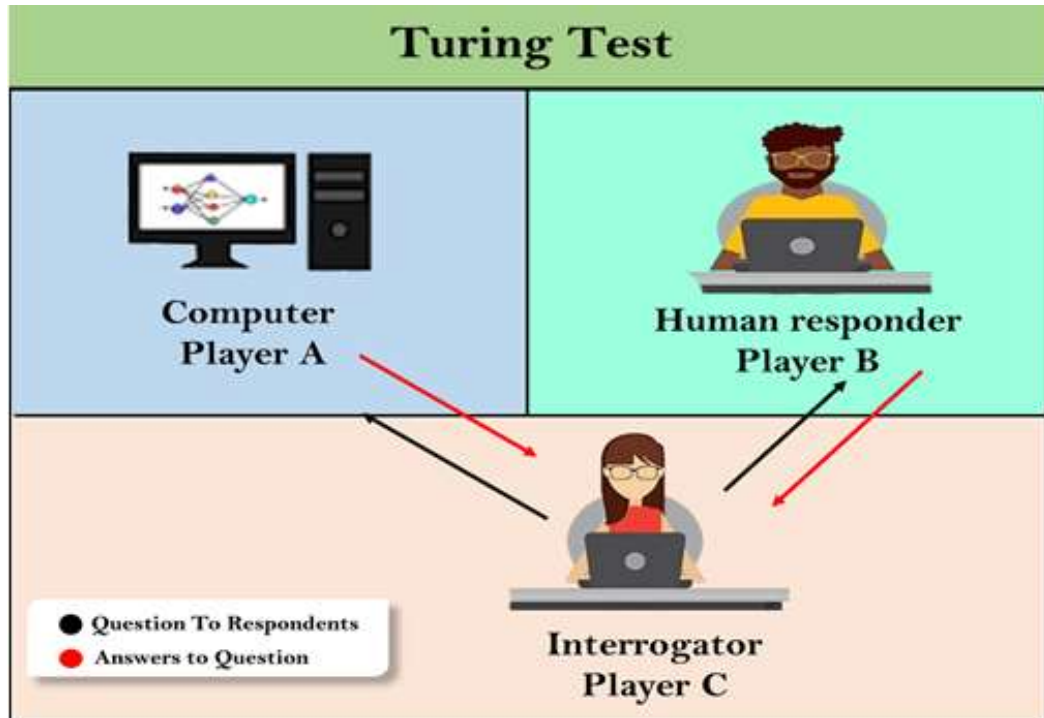 Turing Test
Computer
Player A
Human responder
Player B
Question To Respondents
Answers to Question
Interrogator
Player C